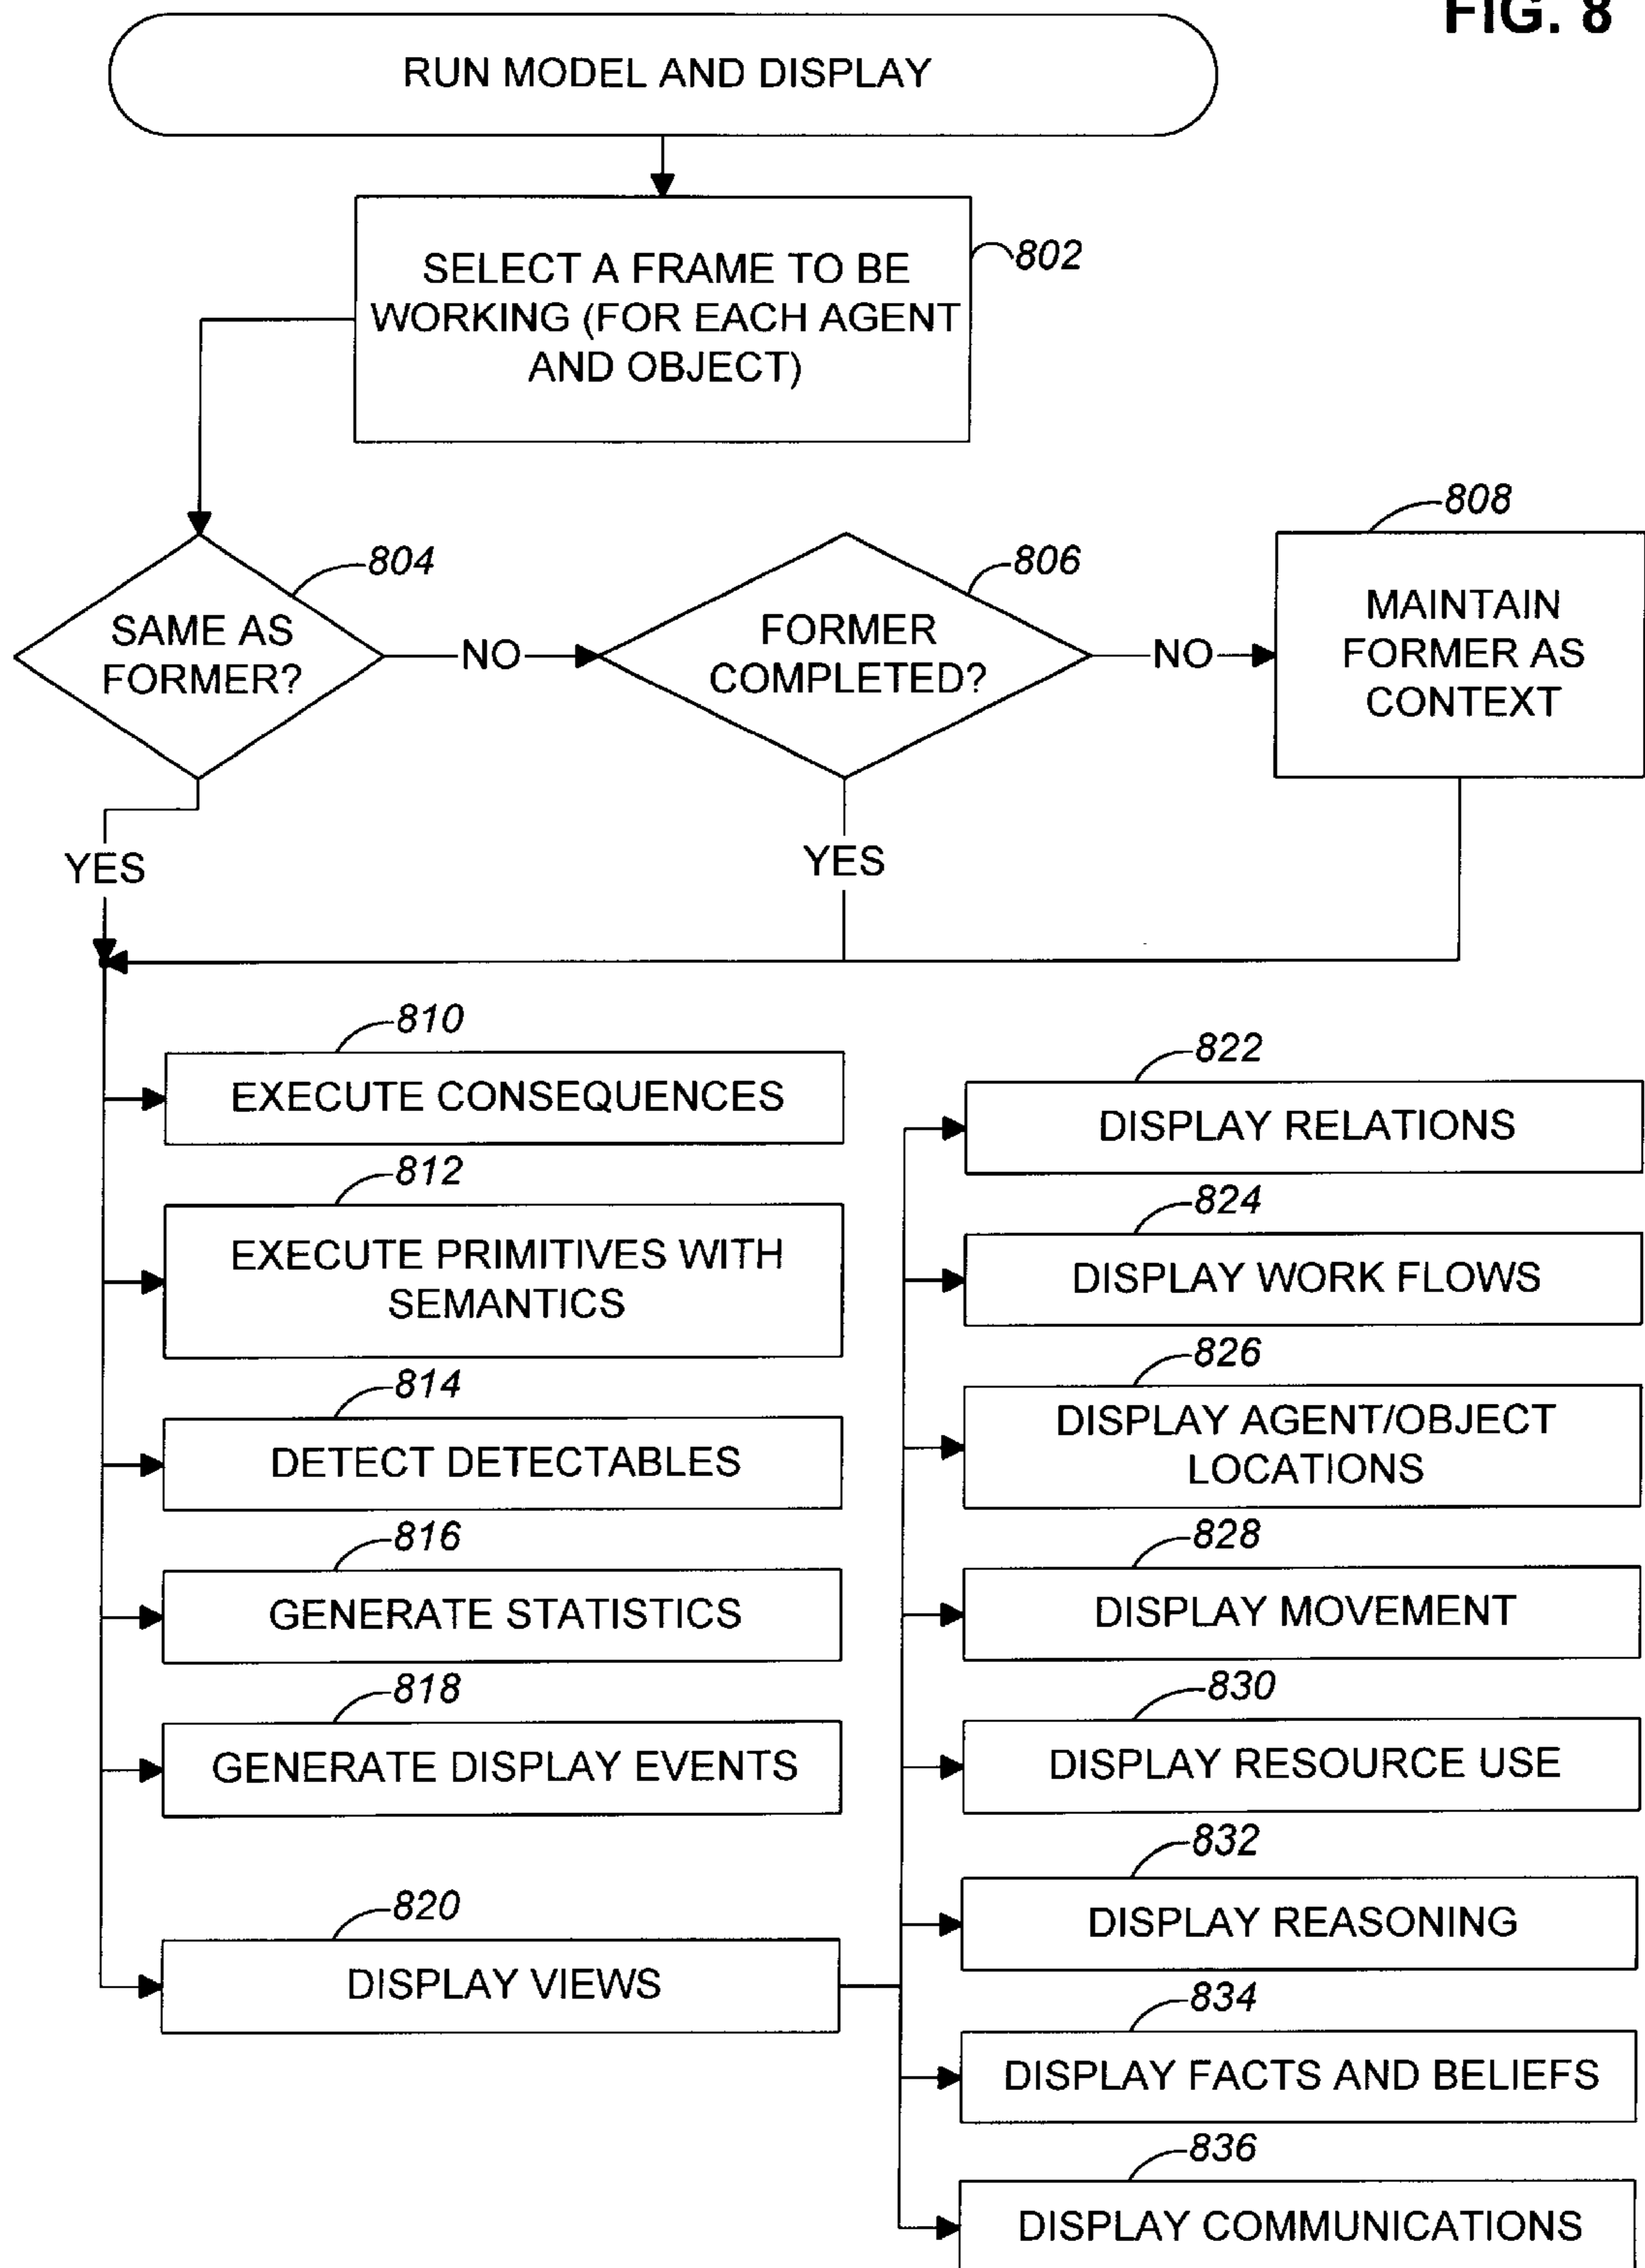 FIG. 8
RUN MODEL AND DISPLAY
SELECT A FRAME TO BE
WORKING (FOR EACH AGENT
AND OBJECT)
802
804
SAME AS
FORMER?
NO
806
FORMER
COMPLETED?
NO
808
MAINTAIN
FORMER AS
CONTEXT
YES
YES
810
EXECUTE CONSEQUENCES
812
EXECUTE PRIMITIVES WITH
SEMANTICS
814
DETECT DETECTABLES
816
GENERATE STATISTICS
818
GENERATE DISPLAY EVENTS
820
DISPLAY VIEWS
822
DISPLAY RELATIONS
824
DISPLAY WORK FLOWS
826
DISPLAY AGENT/OBJECT
LOCATIONS
828
DISPLAY MOVEMENT
830
DISPLAY RESOURCE USE
832
DISPLAY REASONING
834
DISPLAY FACTS AND BELIEFS
836
DISPLAY COMMUNICATIONS